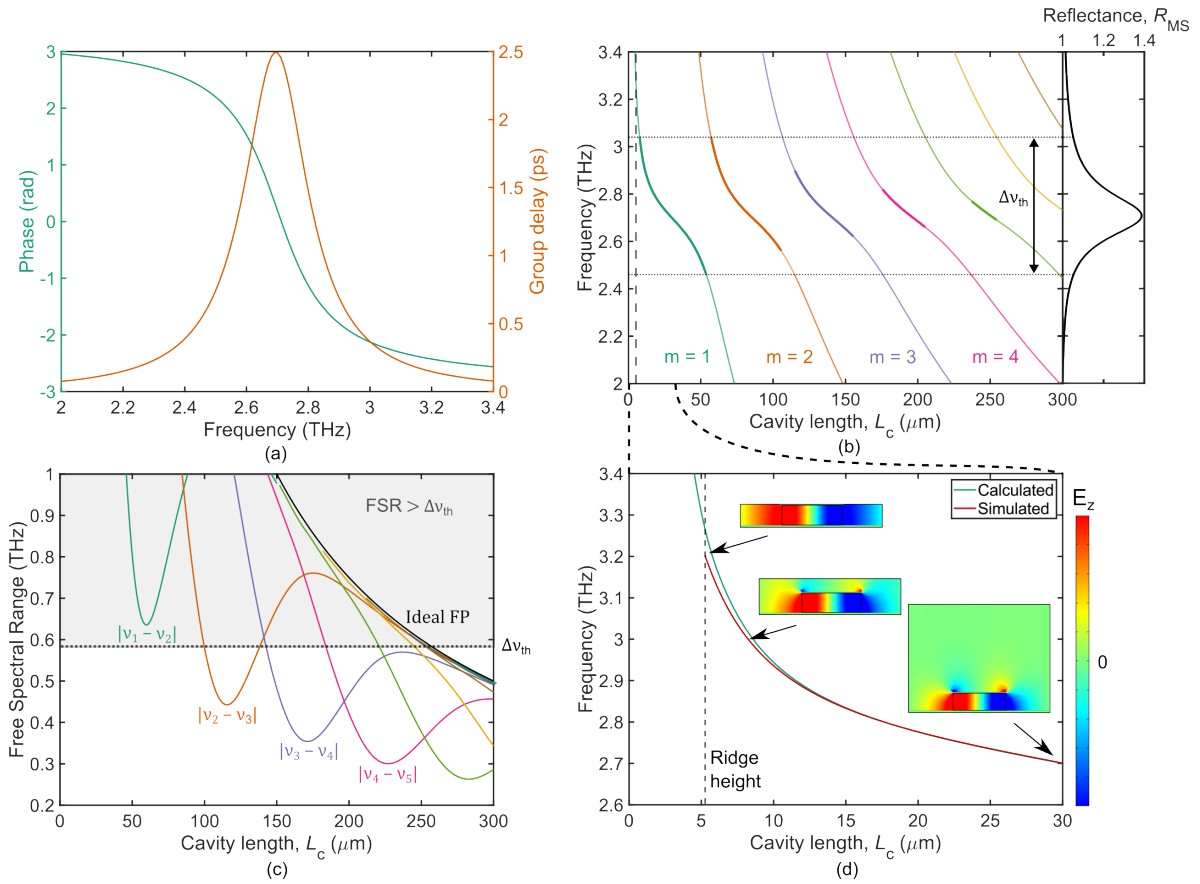 3
2
1
0
-1
-2
-3
Phase (rad)
2 2.2 2.4 2.6 2.8 3 3.2 3.4
Frequency (THz)
2.5
2
1.5
1
0.5
0
Group delay (ps)
(a)
Reflectance, R_MS
1 1.2 1.4
3.4
3.2
3
2.8
2.6
2.4
2.2
2
Frequency (THz)
Δν_th
m = 1 m = 2 m = 3 m = 4
0 50 100 150 200 250 300
Cavity length, L_c (μm)
(b)
1
0.9
0.8
0.7
0.6
0.5
0.4
0.3
0.2
Free Spectral Range (THz)
FSR > Δν_th
Ideal FP
Δν_th
|ν₁ − ν₂|
|ν₂ − ν₃|
|ν₃ − ν₄|
|ν₄ − ν₅|
0 50 100 150 200 250 300
Cavity length, L_c (μm)
(c)
3.4
3.3
3.2
3.1
3
2.9
2.8
2.7
2.6
Frequency (THz)
Calculated
Simulated
Ridge
height
0 5 10 15 20 25 30
Cavity length, L_c (μm)
(d)
E_z
0